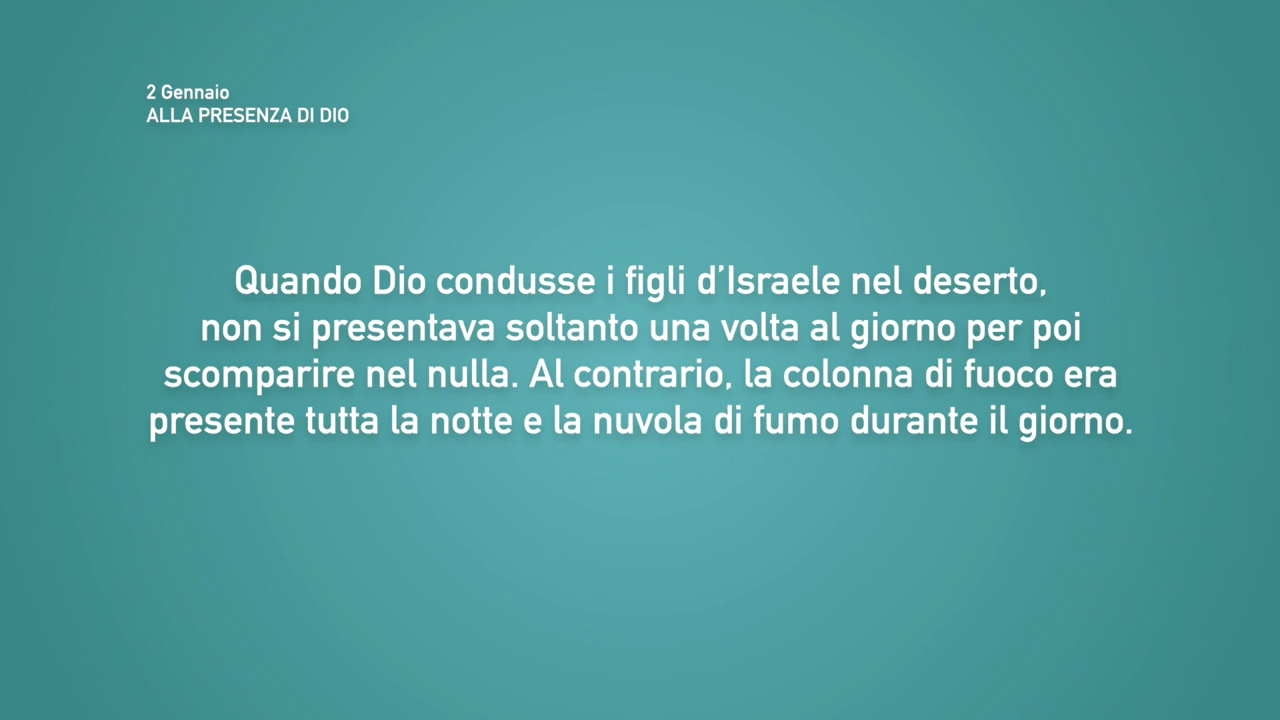 2 Gennaio
ALLA PRESENZA DI DIO
Quando Dio condusse i figli d’Israele nel deserto,
non si presentava soltanto una volta al giorno per poi
scomparire nel nulla. Al contrario, la colonna di fuoco era
presente tutta la notte e la nuvola di fumo durante il giorno.